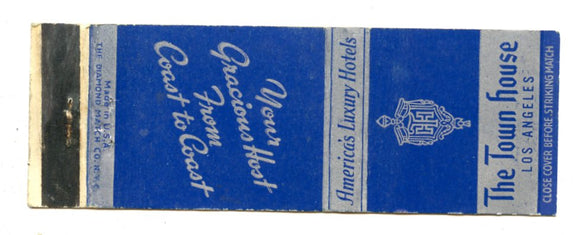 Your
Gracious Host
From
Coast to Coast
America's Luxury Hotels
The Town House
LOS ANGELES
CLOSE COVER BEFORE STRIKING MATCH
Made in U.S.A.
THE DIAMOND MATCH CO. N.Y.C.